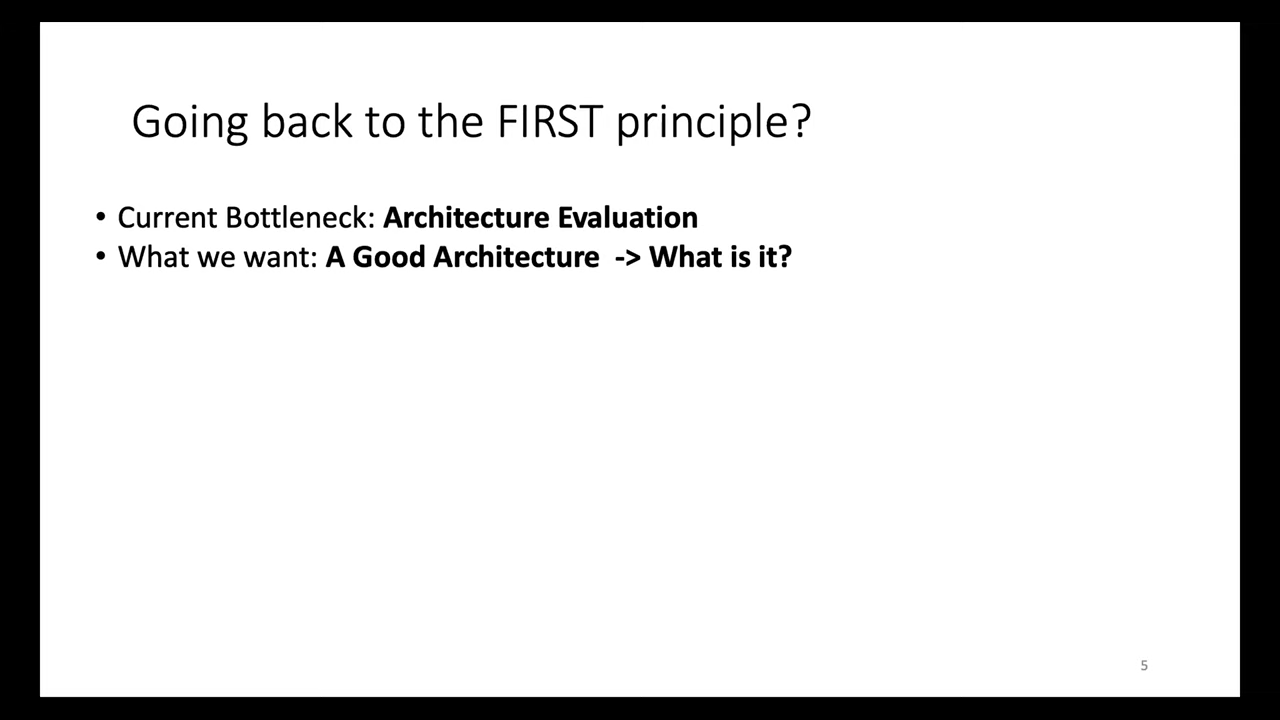 Going back to the FIRST principle?
• Current Bottleneck: Architecture Evaluation
• What we want: A Good Architecture -> What is it?
5